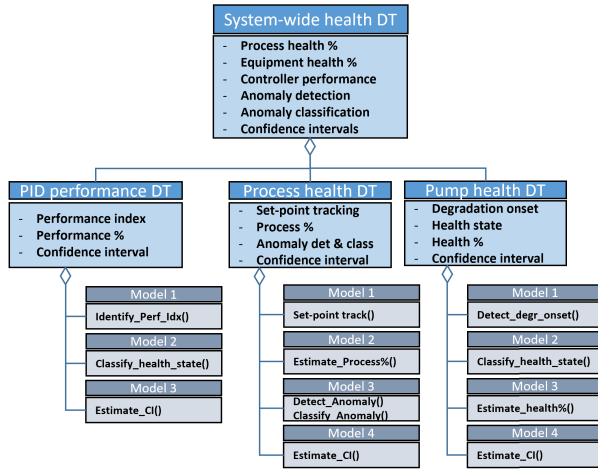 System-wide health DT
- Process health %
- Equipment health %
- Controller performance
- Anomaly detection
- Anomaly classification
- Confidence intervals
PID performance DT
- Performance index
- Performance %
- Confidence interval
Model 1
Identify_Perf_Idx()
Model 2
Classify_health_state()
Model 3
Estimate_CI()
Process health DT
- Set-point tracking
- Process %
- Anomaly det & class
- Confidence interval
Model 1
Set-point track()
Model 2
Estimate_Process%()
Model 3
Detect_Anomaly()
Classify_Anomaly()
Model 4
Estimate_CI()
Pump health DT
- Degradation onset
- Health state
- Health %
- Confidence interval
Model 1
Detect_degr_onset()
Model 2
Classify_health_state()
Model 3
Estimate_health%()
Model 4
Estimate_CI()